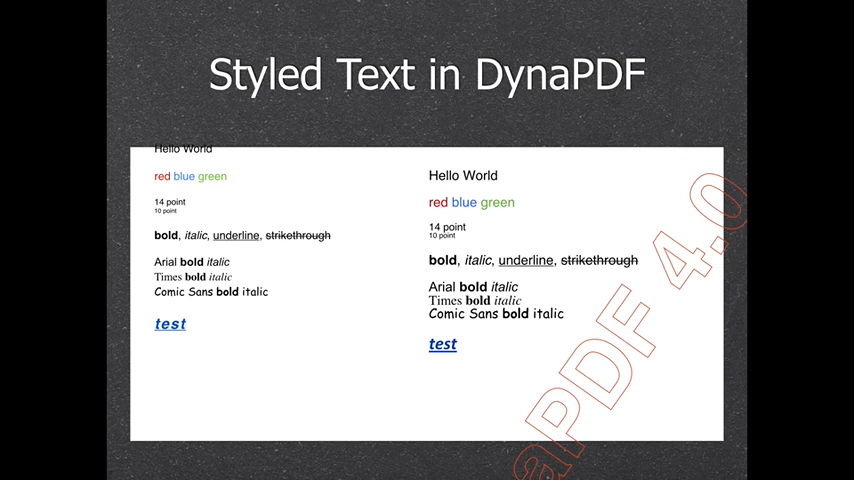 Styled Text in DynaPDF
Hello World
red blue green
14 point
10 point
bold, italic, underline, strikethrough
Arial bold italic
Times bold italic
Comic Sans bold italic
test
Hello World
red blue green
14 point
10 point
bold, italic, underline, strikethrough
Arial bold italic
Times bold italic
Comic Sans bold italic
test
aPDF 4.0